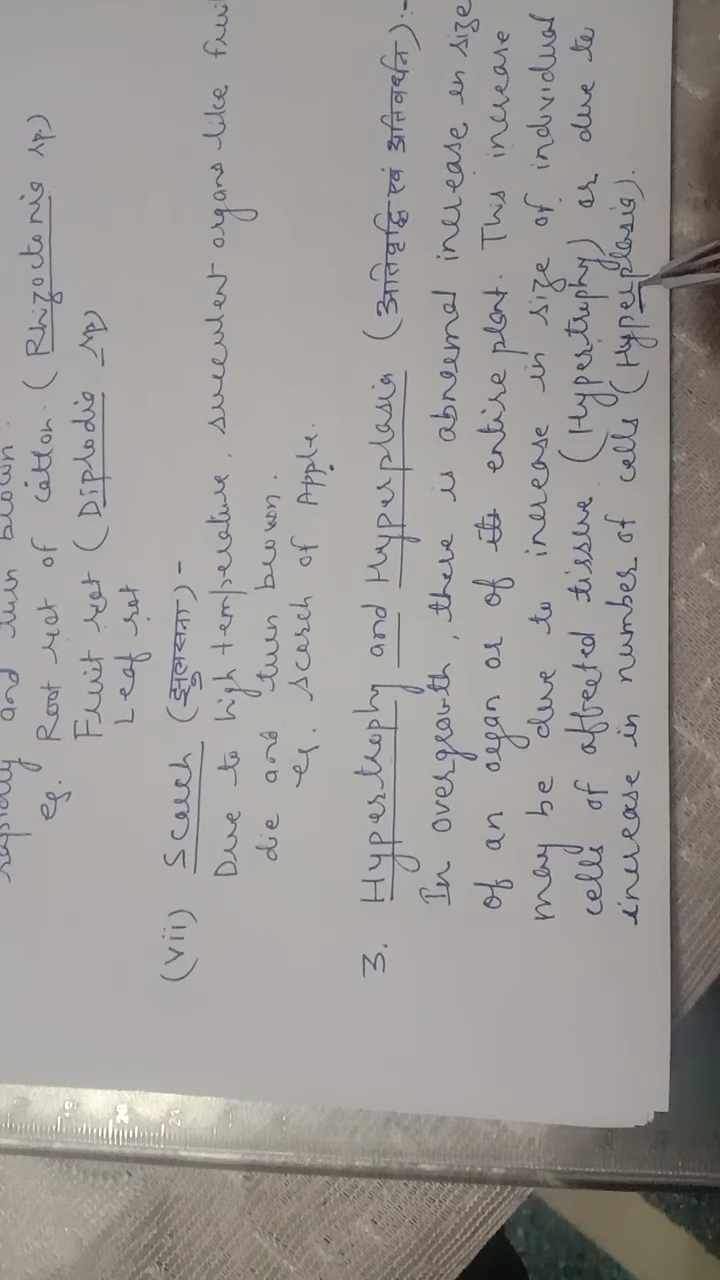 rapidly and turn brown.
eg. Root rot of cotton. (Rhizoctonia sp.)
Fruit rot (Diplodia sp)
Leaf rot
(vii) Scorch (झुलसना) -
Due to high temperature, succulent organs like fruit
die and turn brown.
eg. Scorch of Apple.
3. Hypertrophy and Hyperplasia (अतिवृद्धि एवं अतिवर्धन) :-
In overgrowth, there is abnormal increase in size
of an organ or of entire plant. This increase
may be due to increase in size of individual
cells of affected tissue (Hypertrophy) or due to
increase in number of cells (Hyperplasia).
19
20
21